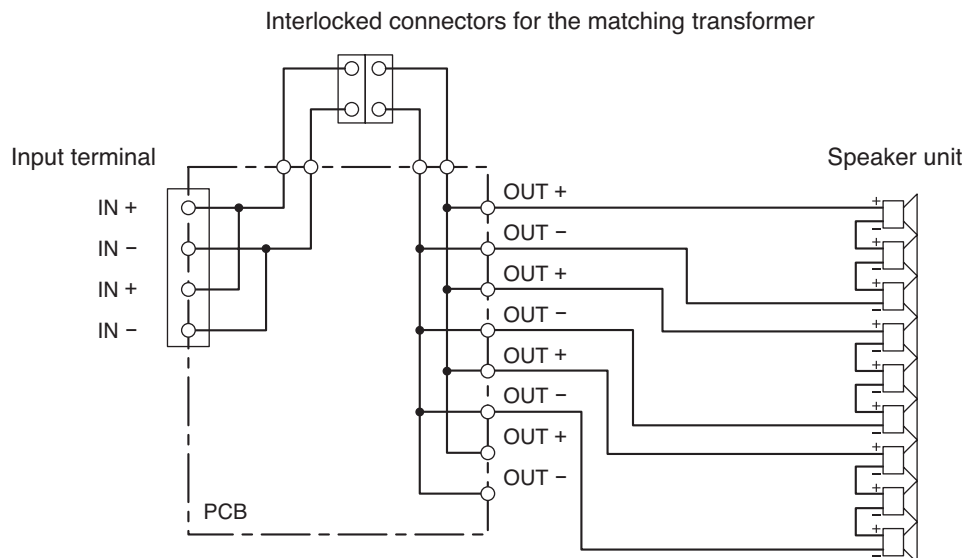 Interlocked connectors for the matching transformer
Input terminal
Speaker unit
IN +
IN −
IN +
IN −
OUT +
OUT −
OUT +
OUT −
OUT +
OUT −
OUT +
OUT −
PCB
+
−
+
−
+
−
+
−
+
−
+
−
+
−
+
−
+
−